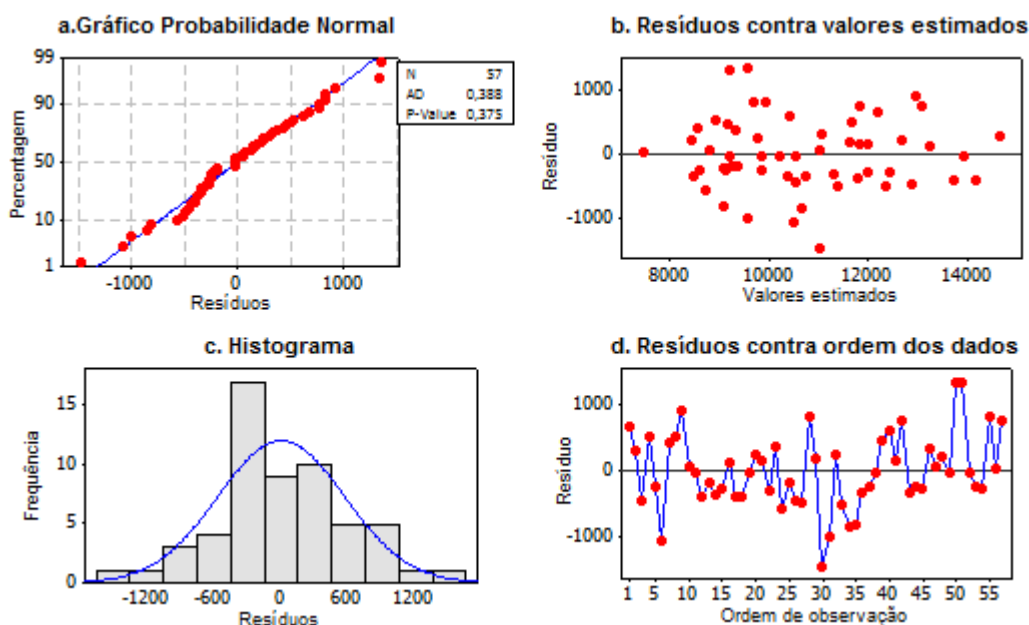 a.Gráfico Probabilidade Normal
99
90
50
10
1
Percentagem
-1000 0 1000
Resíduos
N 57
AD 0,388
P-Value 0,375
b. Resíduos contra valores estimados
1000
0
-1000
Resíduo
8000 10000 12000 14000
Valores estimados
c. Histograma
15
10
5
0
Frequência
-1200 -600 0 600 1200
Resíduos
d. Resíduos contra ordem dos dados
1000
0
-1000
Resíduo
1 5 10 15 20 25 30 35 40 45 50 55
Ordem de observação